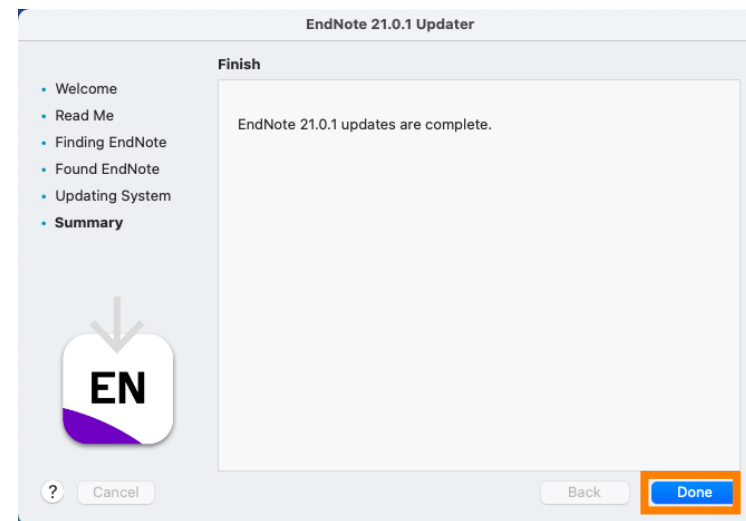 EndNote 21.0.1 Updater
Finish
Welcome
Read Me
Finding EndNote
Found EndNote
Updating System
Summary
EndNote 21.0.1 updates are complete.
EN
?
Cancel
Back
Done